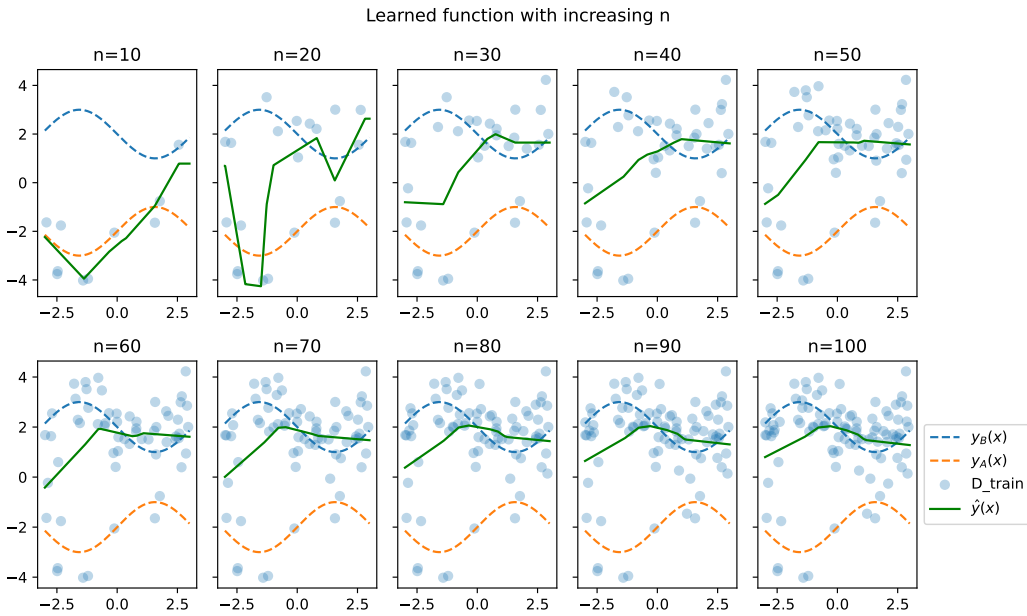 Learned function with increasing n
n=10 n=20 n=30 n=40 n=50
4
2
0
−2
−4
−2.5 0.0 2.5 −2.5 0.0 2.5 −2.5 0.0 2.5 −2.5 0.0 2.5 −2.5 0.0 2.5
n=60 n=70 n=80 n=90 n=100
4
2
0
−2
−4
−2.5 0.0 2.5 −2.5 0.0 2.5 −2.5 0.0 2.5 −2.5 0.0 2.5 −2.5 0.0 2.5
y_B(x)
y_A(x)
D_train
ŷ(x)